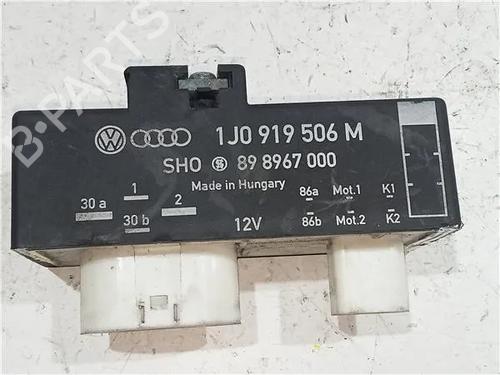 B-PARTS
1J0 919 506 M
SHO 89 8967 000
Made in Hungary
30 a 1 2 86a Mot.1 K1
30 b 12V 86b Mot.2 K2